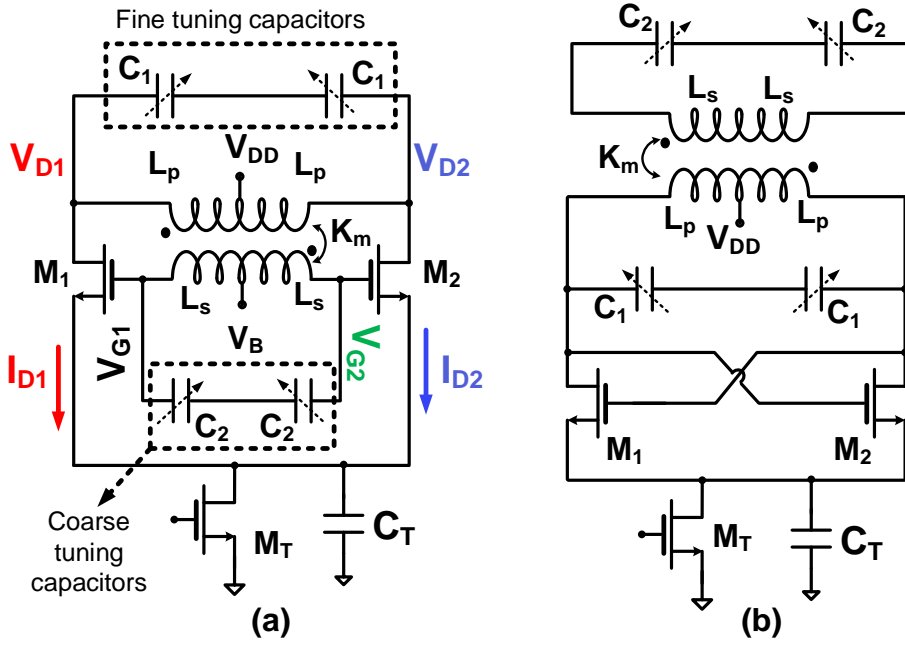 Fine tuning capacitors
C1
C1
VD1
VD2
VDD
Lp
Lp
Km
M1
M2
Ls
Ls
VB
VG1
VG2
ID1
ID2
C2
C2
Coarse
tuning
capacitors
MT
CT
(a)
C2
C2
Ls
Ls
Km
Lp
Lp
VDD
C1
C1
M1
M2
MT
CT
(b)